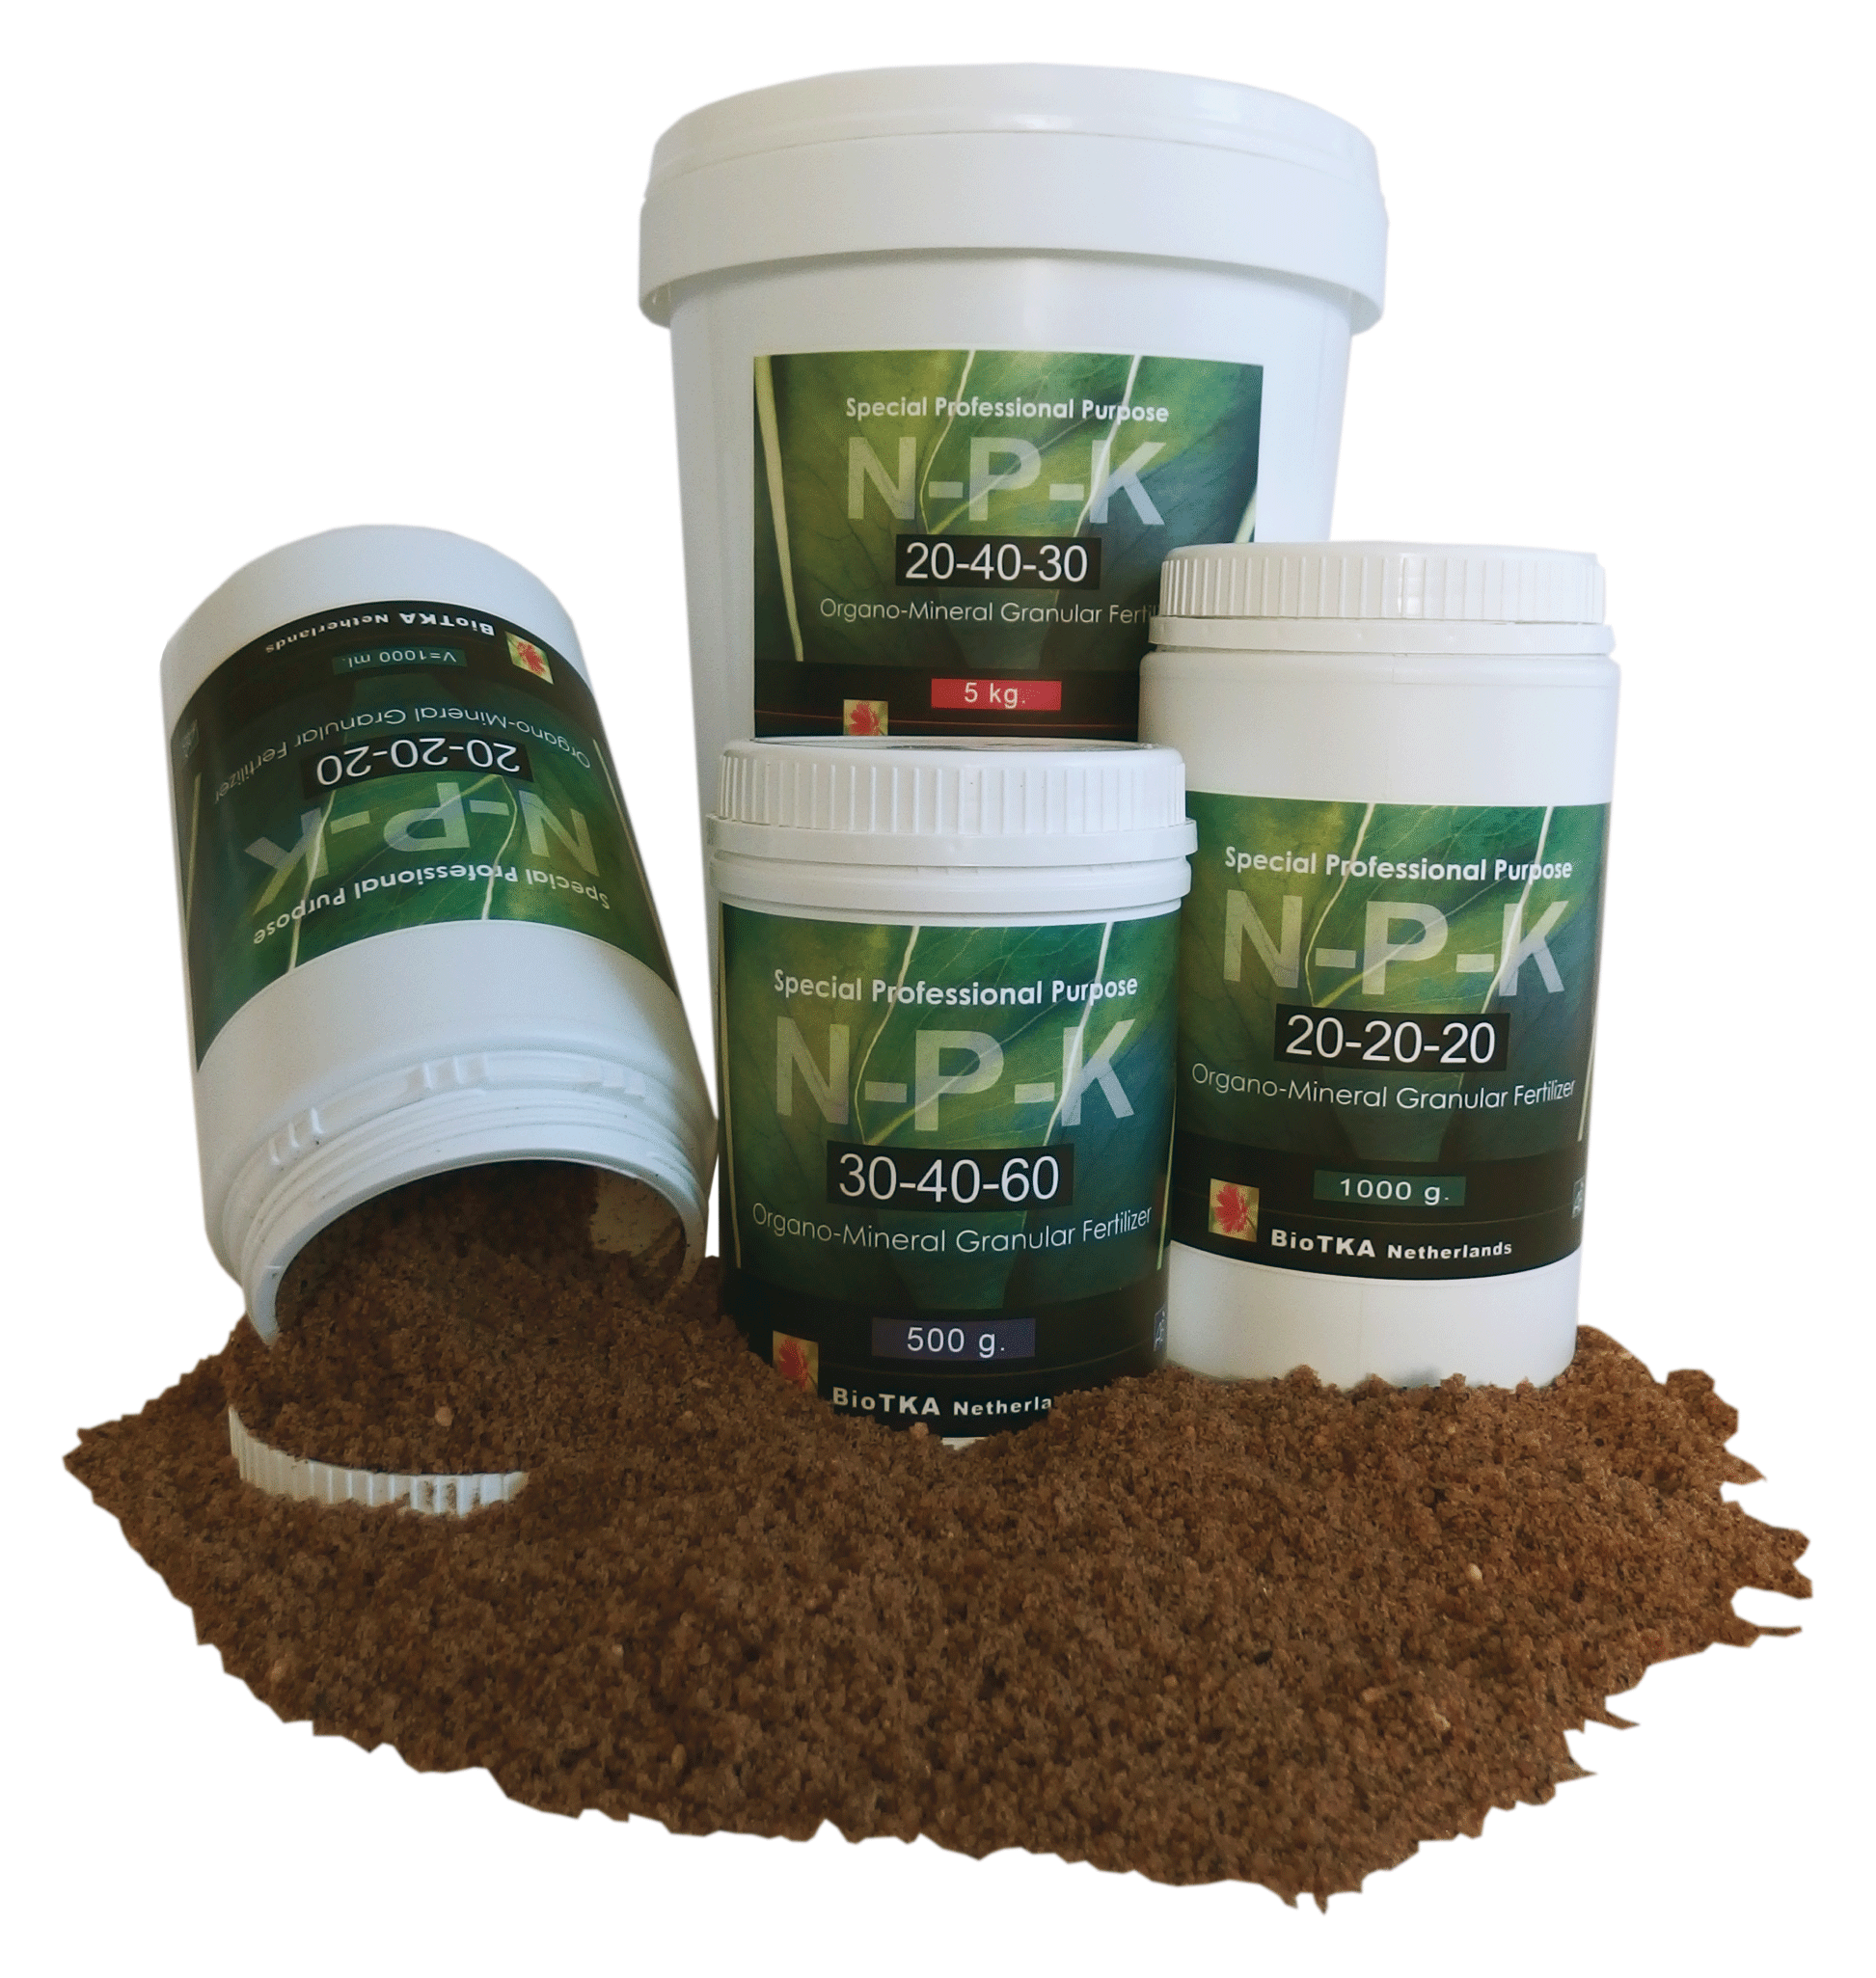 Special Professional Purpose
N-P-K
20-40-30
Organo-Mineral Granular
5 kg.
Special Professional Purpose
N-P-K
20-20-20
Organo-Mineral Granular Fertilizer
V=1000 ml.
BioTKA Netherlands
Special Professional Purpose
N-P-K
30-40-60
Organo-Mineral Granular Fertilizer
500 g.
BioTKA Netherla
Special Professional Purpose
N-P-K
20-20-20
Organo-Mineral Granular Fertilizer
1000 g.
BioTKA Netherlands